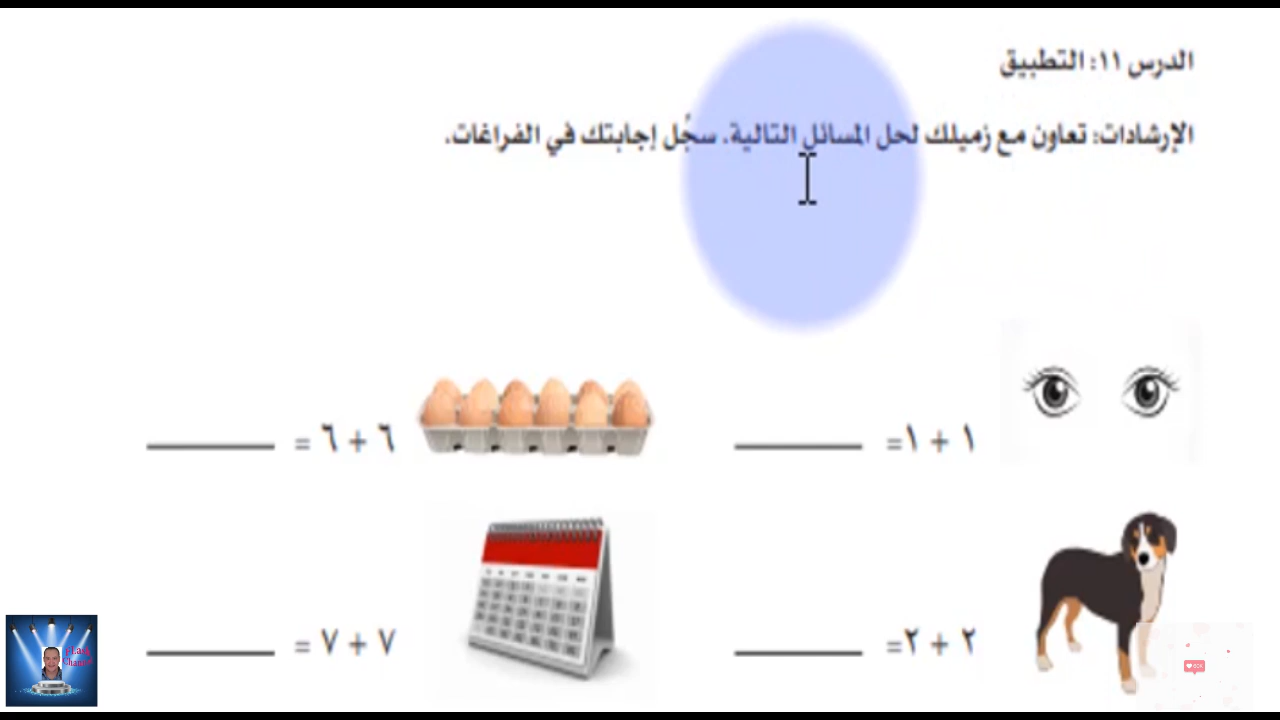 الدرس ١١: التطبيق
الإرشادات: تعاون مع زميلك لحل المسائل التالية. سجُل إجابتك في الفراغات.
١ + ١= ______
٦ + ٦ = ______
٢ + ٢= ______
٧ + ٧ = ______